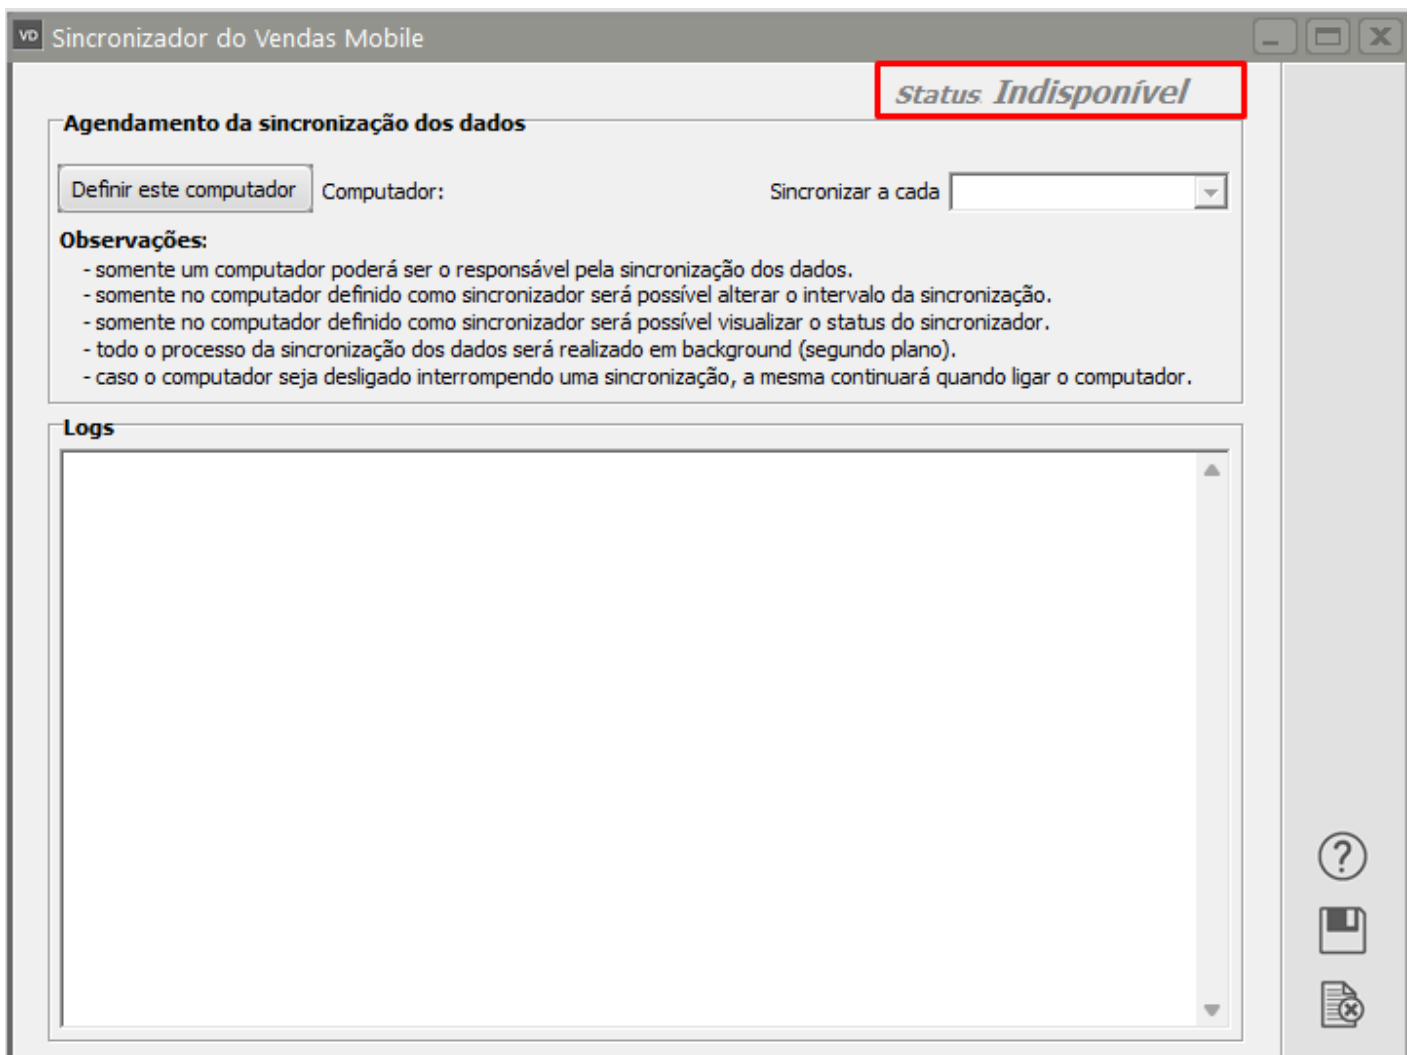 VD Sincronizador do Vendas Mobile
Status: Indisponível
Agendamento da sincronização dos dados
Definir este computador Computador: Sincronizar a cada
Observações:
- somente um computador poderá ser o responsável pela sincronização dos dados.
- somente no computador definido como sincronizador será possível alterar o intervalo da sincronização.
- somente no computador definido como sincronizador será possível visualizar o status do sincronizador.
- todo o processo da sincronização dos dados será realizado em background (segundo plano).
- caso o computador seja desligado interrompendo uma sincronização, a mesma continuará quando ligar o computador.
Logs